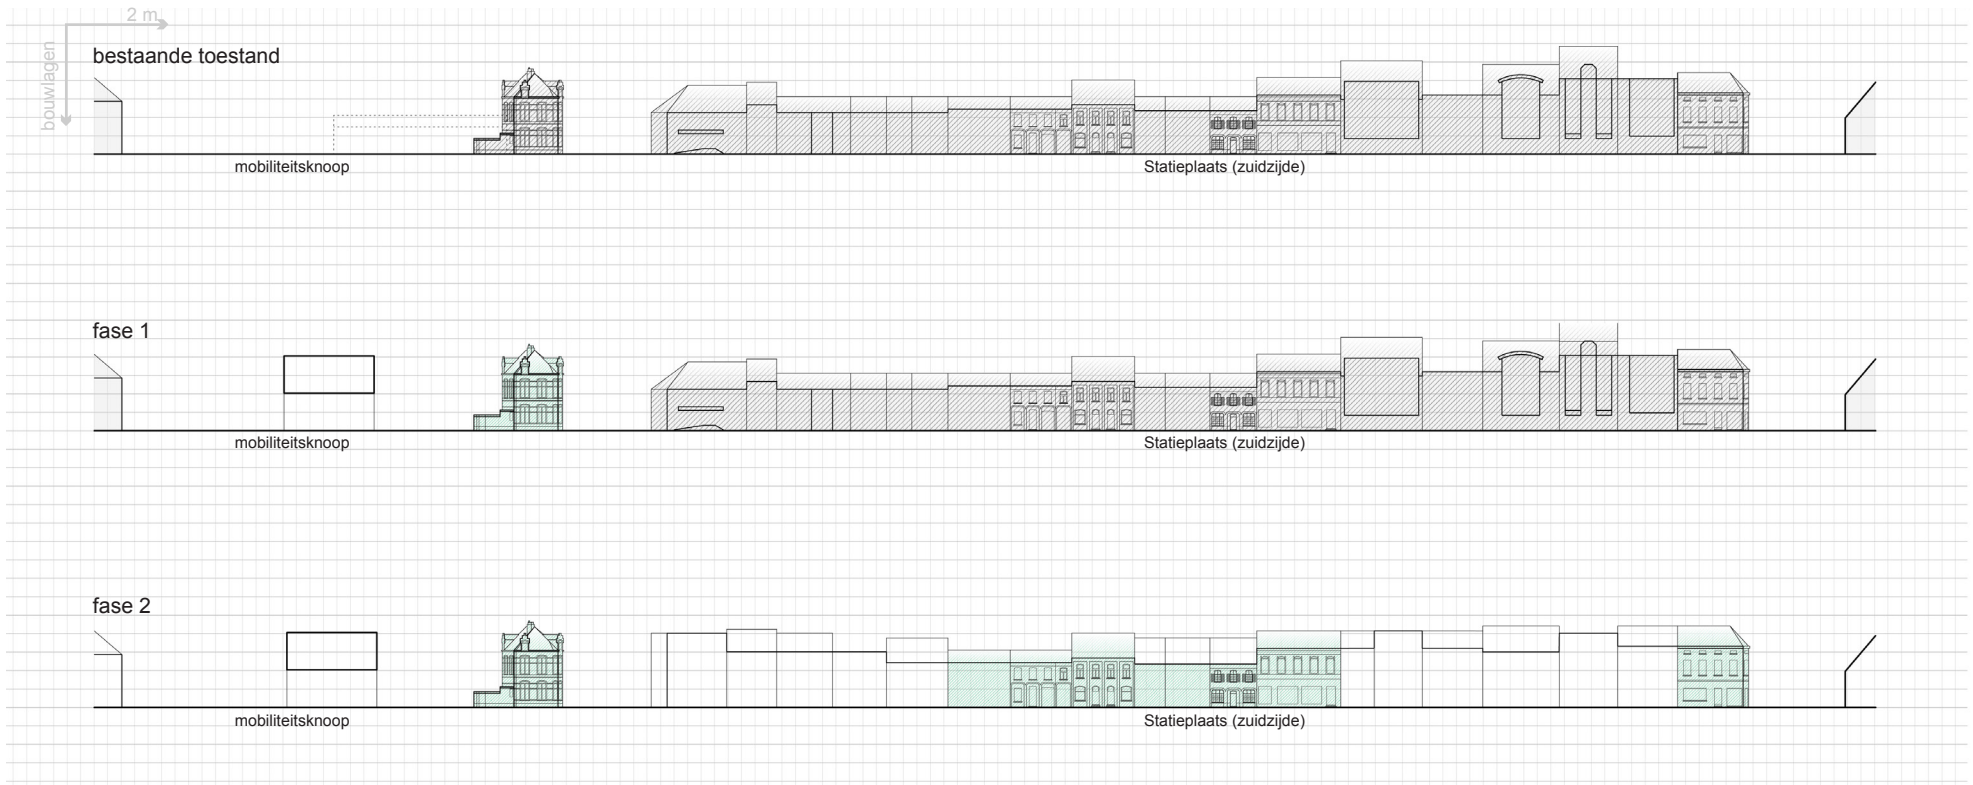 2 m
bouwlagen
bestaande toestand
mobiliteitsknoop
Statieplaats (zuidzijde)
fase 1
mobiliteitsknoop
Statieplaats (zuidzijde)
fase 2
mobiliteitsknoop
Statieplaats (zuidzijde)